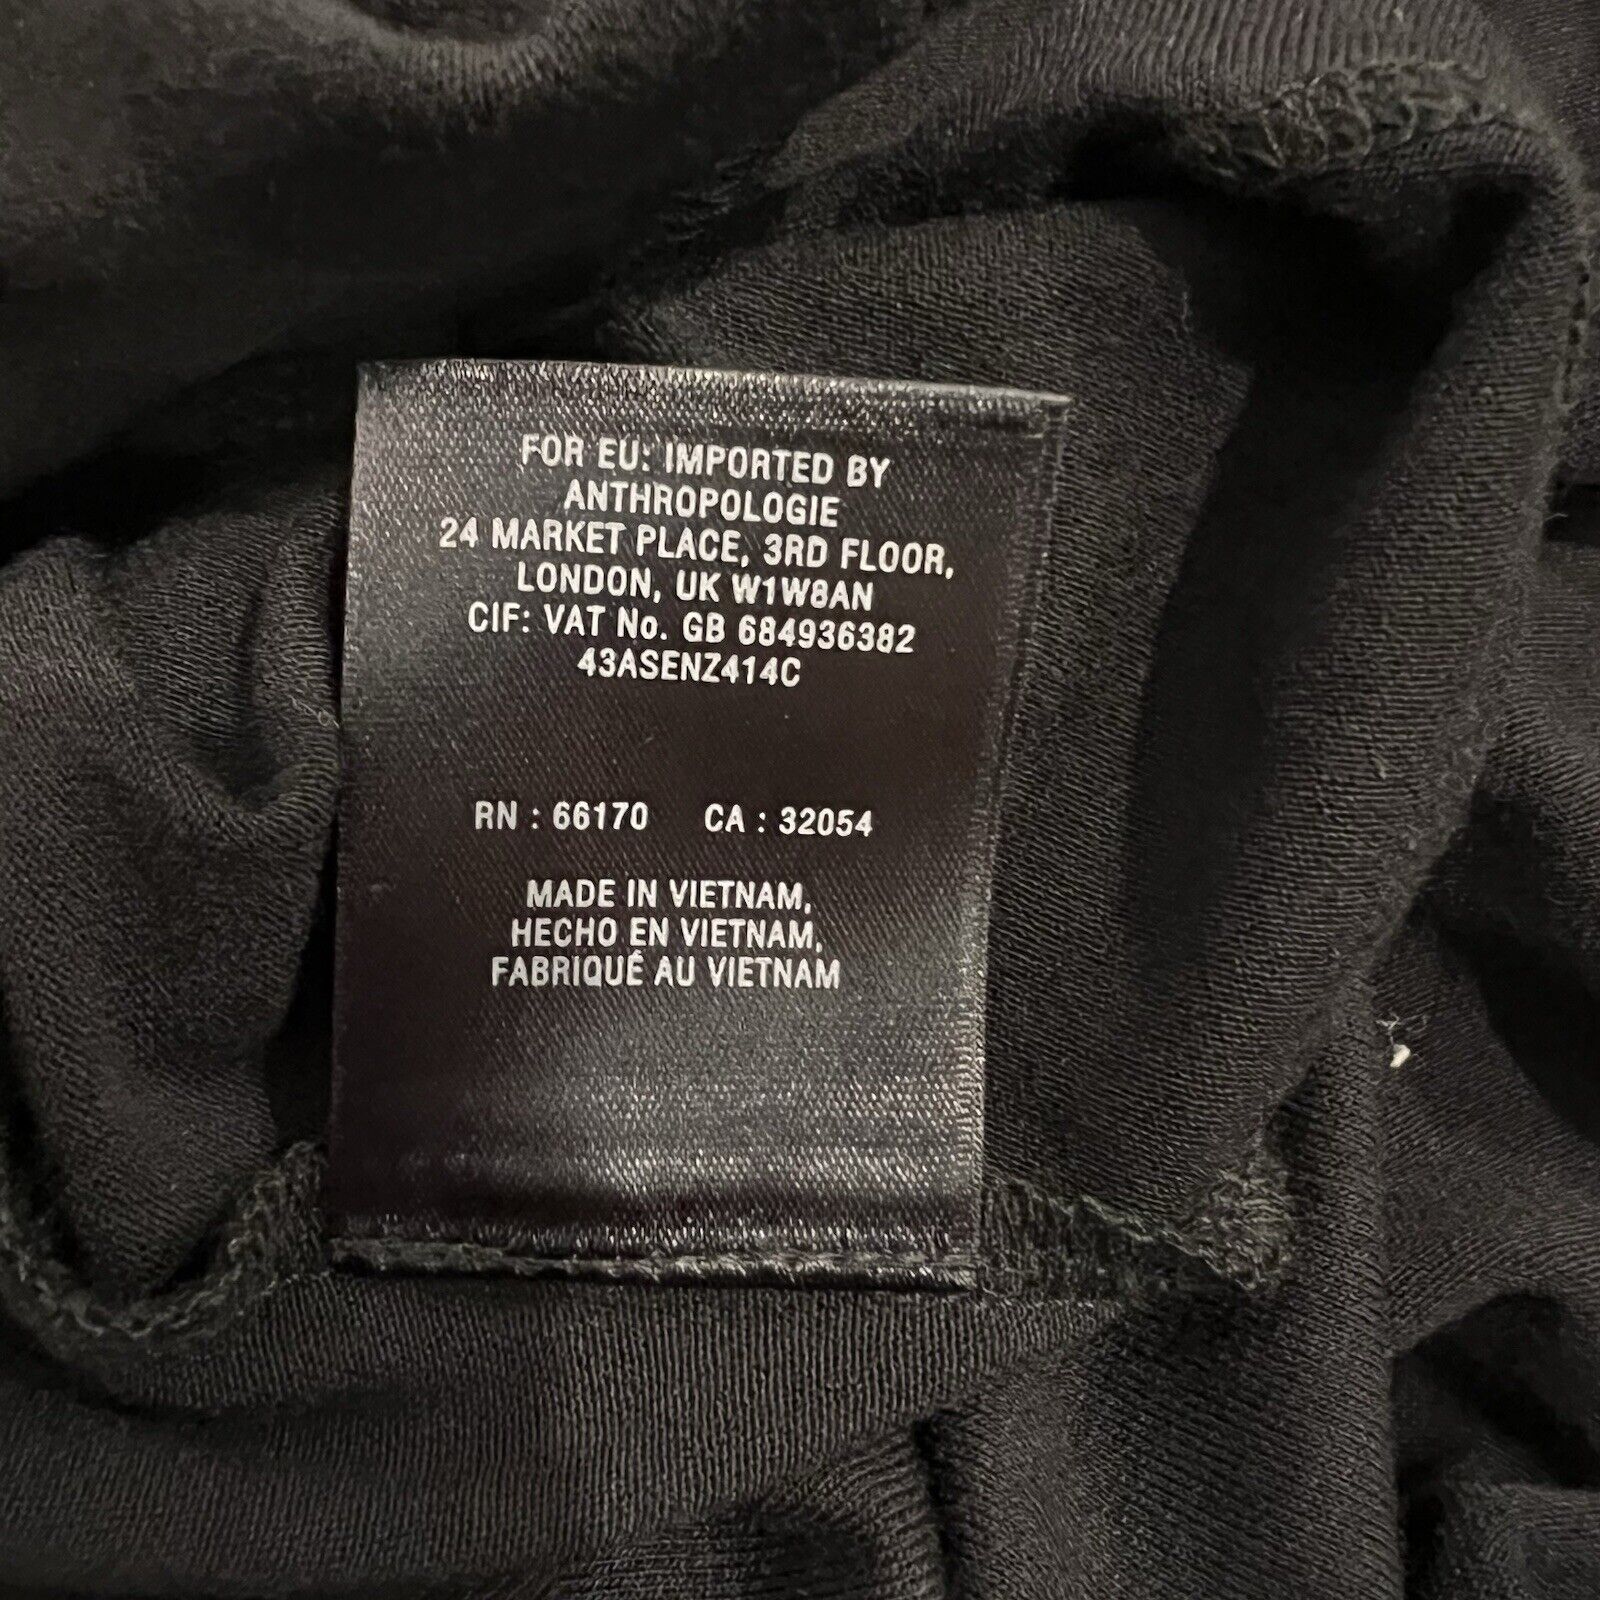 FOR EU: IMPORTED BY
ANTHROPOLOGIE
24 MARKET PLACE, 3RD FLOOR,
LONDON, UK W1W8AN
CIF: VAT No. GB 684936382
43ASENZ414C
RN : 66170 CA : 32054
MADE IN VIETNAM,
HECHO EN VIETNAM,
FABRIQUÉ AU VIETNAM